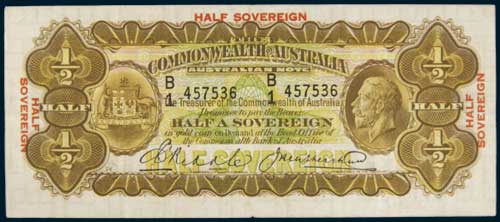 HALF SOVEREIGN
COMMONWEALTH OF AUSTRALIA
AUSTRALIAN NOTE
B/1 457536 B/1 457536
The Treasurer of the Commonwealth of Australia
Promises to pay the Bearer
HALF A SOVEREIGN
in gold coin on Demand at the Head Office of
the Commonwealth Bank of Australia
1/2
1/2
HALF
HALF
1/2
1/2
HALF SOVEREIGN
HALF SOVEREIGN